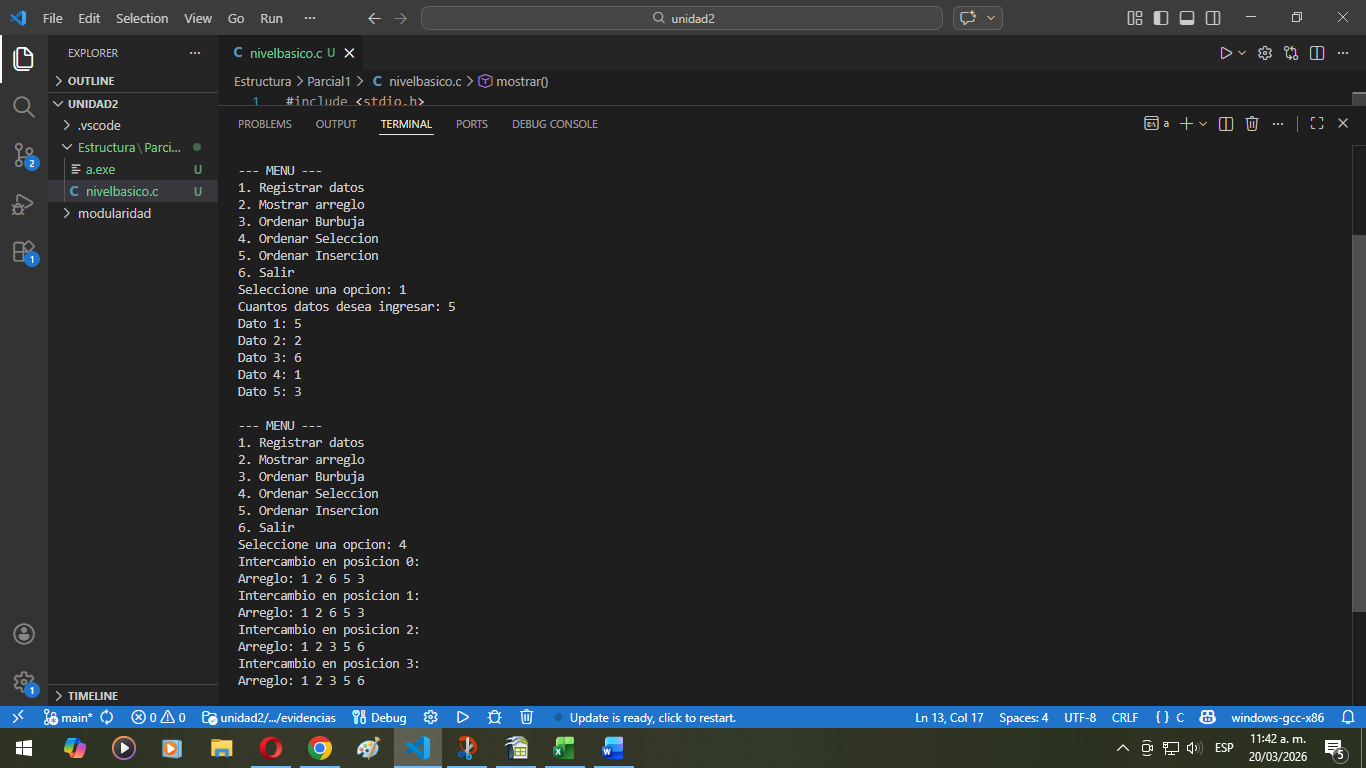 File Edit Selection View Go Run ··· unidad2
EXPLORER ···
OUTLINE
UNIDAD2
.vscode
Estructura\Parci...
a.exe U
nivelbasico.c U
modularidad
TIMELINE
2
1
1
C nivelbasico.c U
Estructura > Parcial1 > C nivelbasico.c > mostrar()
1 #include <stdio.h>
PROBLEMS OUTPUT TERMINAL PORTS DEBUG CONSOLE
a
--- MENU ---
1. Registrar datos
2. Mostrar arreglo
3. Ordenar Burbuja
4. Ordenar Seleccion
5. Ordenar Insercion
6. Salir
Seleccione una opcion: 1
Cuantos datos desea ingresar: 5
Dato 1: 5
Dato 2: 2
Dato 3: 6
Dato 4: 1
Dato 5: 3
--- MENU ---
1. Registrar datos
2. Mostrar arreglo
3. Ordenar Burbuja
4. Ordenar Seleccion
5. Ordenar Insercion
6. Salir
Seleccione una opcion: 4
Intercambio en posicion 0:
Arreglo: 1 2 6 5 3
Intercambio en posicion 1:
Arreglo: 1 2 6 5 3
Intercambio en posicion 2:
Arreglo: 1 2 3 5 6
Intercambio en posicion 3:
Arreglo: 1 2 3 5 6
main* 0 0 unidad2/.../evidencias Debug Update is ready, click to restart. Ln 13, Col 17 Spaces: 4 UTF-8 CRLF {} C windows-gcc-x86
ESP
11:42 a. m.
20/03/2026
5